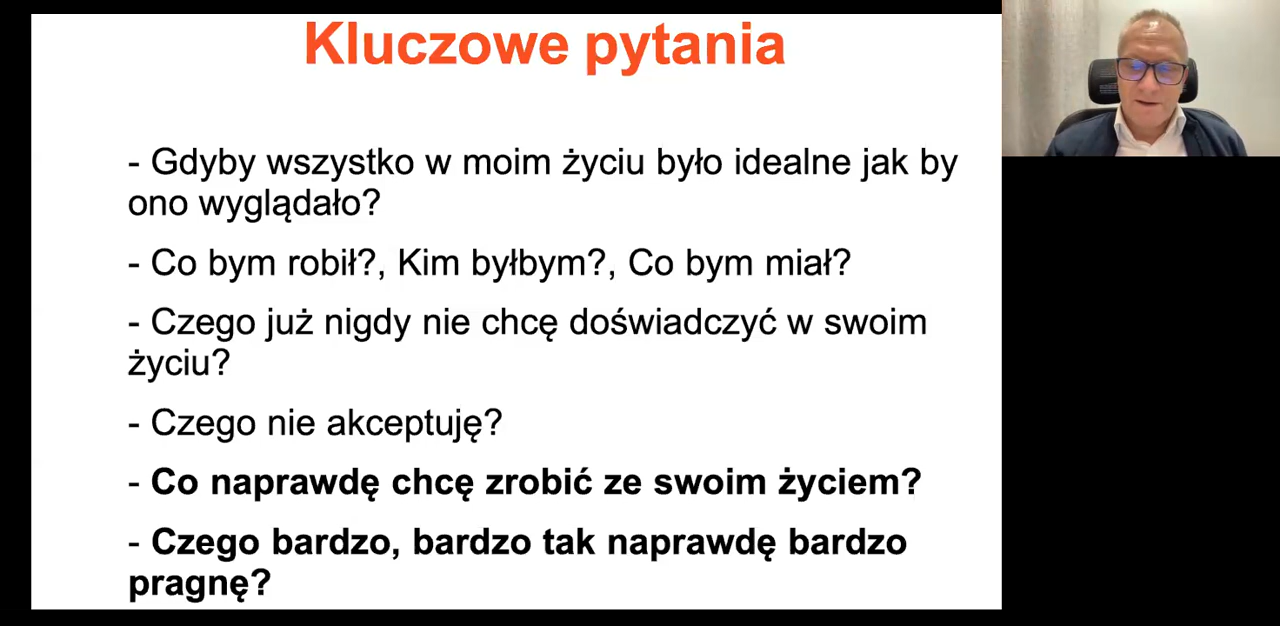 Kluczowe pytania
- Gdyby wszystko w moim życiu było idealne jak by
ono wyglądało?
- Co bym robił?, Kim byłbym?, Co bym miał?
- Czego już nigdy nie chcę doświadczyć w swoim
życiu?
- Czego nie akceptuję?
- Co naprawdę chcę zrobić ze swoim życiem?
- Czego bardzo, bardzo tak naprawdę bardzo
pragnę?